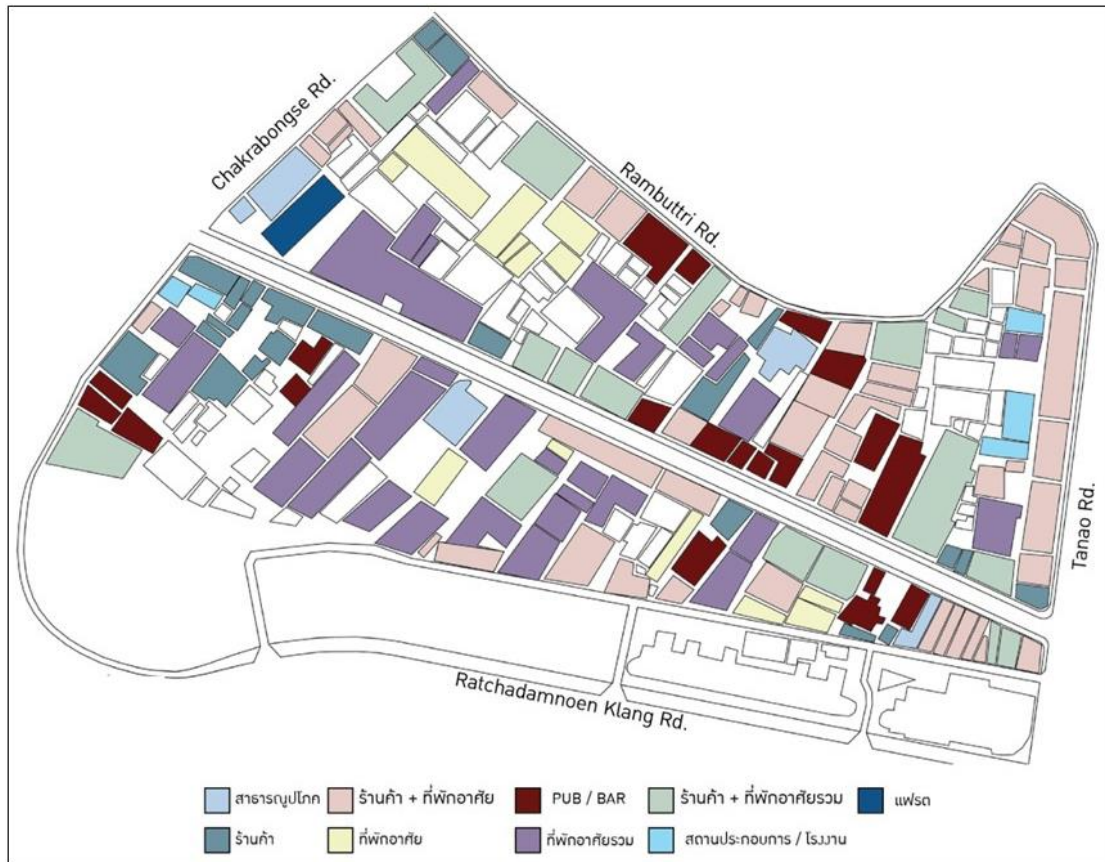 Chakrabongse Rd.
Rambuttri Rd.
Tanao Rd.
Ratchadamnoen Klang Rd.
สาธารณูปโภค
ร้านค้า + ที่พักอาศัย
PUB / BAR
ร้านค้า + ที่พักอาศัยรวม
แฟรต
ร้านค้า
ที่พักอาศัย
ที่พักอาศัยรวม
สถานประกอบการ / โรงงาน